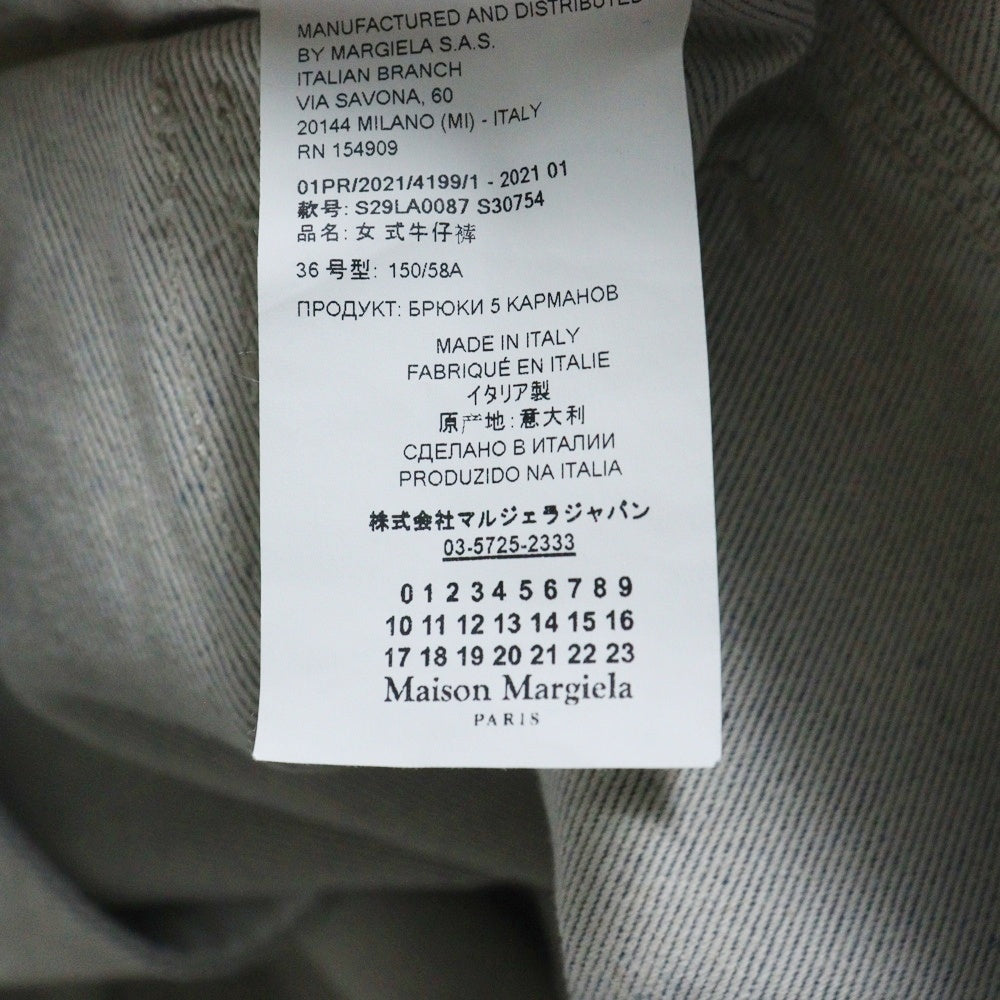 MANUFACTURED AND DISTRIBUTED
BY MARGIELA S.A.S.
ITALIAN BRANCH
VIA SAVONA, 60
20144 MILANO (MI) - ITALY
RN 154909
01PR/2021/4199/1 - 2021 01
款号: S29LA0087 S30754
品名: 女 式牛仔裤
36 号型: 150/58A
ПРОДУКТ: БРЮКИ 5 КАРМАНОВ
MADE IN ITALY
FABRIQUÉ EN ITALIE
イタリア製
原产地: 意大利
СДЕЛАНО В ИТАЛИИ
PRODUZIDO NA ITALIA
株式会社マルジェラジャパン
03-5725-2333
0 1 2 3 4 5 6 7 8 9
10 11 12 13 14 15 16
17 18 19 20 21 22 23
Maison Margiela
PARIS